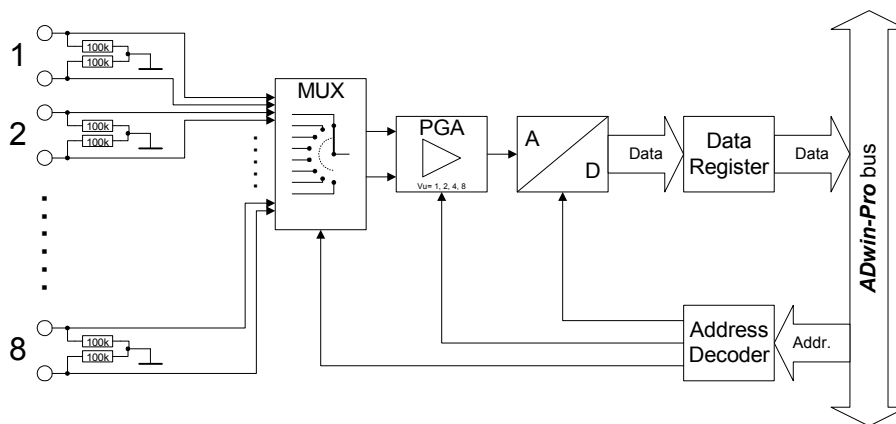 1
100k
100k
2
100k
100k
8
100k
100k
MUX
PGA
Vu= 1, 2, 4, 8
A
D
Data
Data
Register
Data
Address
Decoder
Addr.
ADwin-Pro bus